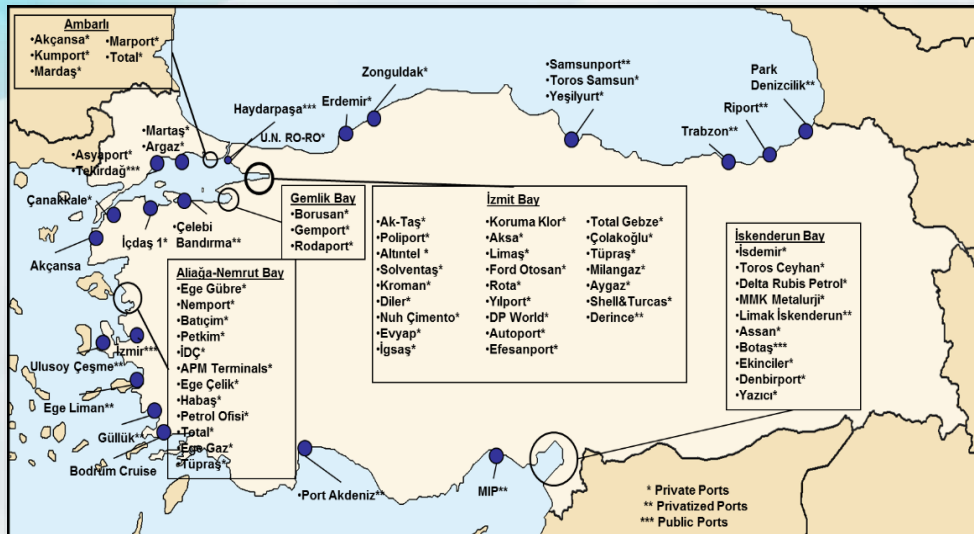 Ambarlı
•Akçansa* •Marport*
•Kumport* •Total*
•Mardaş*
Zonguldak*
Erdemir*
Haydarpaşa***
U.N. RO-RO*
•Samsunport**
•Toros Samsun*
•Yeşilyurt*
Park
Denizcilik**
Riport**
Trabzon**
•Martaş*
•Argaz*
•Asyaport*
•Tekirdağ***
Çanakkale*
İçdaş 1*
•Çelebi
Bandırma**
Akçansa
Gemlik Bay
•Borusan*
•Gemport*
•Rodaport*
İzmit Bay
•Ak-Taş* •Koruma Klor* •Total Gebze*
•Poliport* •Aksa* •Çolakoğlu*
•Altıntel * •Limaş* •Tüpraş*
•Solventaş* •Ford Otosan* •Milangaz*
•Kroman* •Rota* •Aygaz*
•Diler* •Yılport* •Shell&Turcas*
•Nuh Çimento* •DP World* •Derince**
•Evyap* •Autoport*
•İgsaş* •Efesanport*
İskenderun Bay
•İsdemir*
•Toros Ceyhan*
•Delta Rubis Petrol*
•MMK Metalurji*
•Limak İskenderun**
•Assan*
•Botaş***
•Ekinciler*
•Denbirport*
•Yazıcı*
Aliağa-Nemrut Bay
•Ege Gübre*
•Nemport*
•Batıçim*
•Petkim*
•İDÇ*
•APM Terminals*
•Ege Çelik*
•Habaş*
•Petrol Ofisi*
•Total*
•Ege Gaz*
•Tüpraş*
İzmir***
Ulusoy Çeşme**
Ege Liman**
Güllük**
Bodrum Cruise
•Port Akdeniz**
MIP**
* Private Ports
** Privatized Ports
*** Public Ports